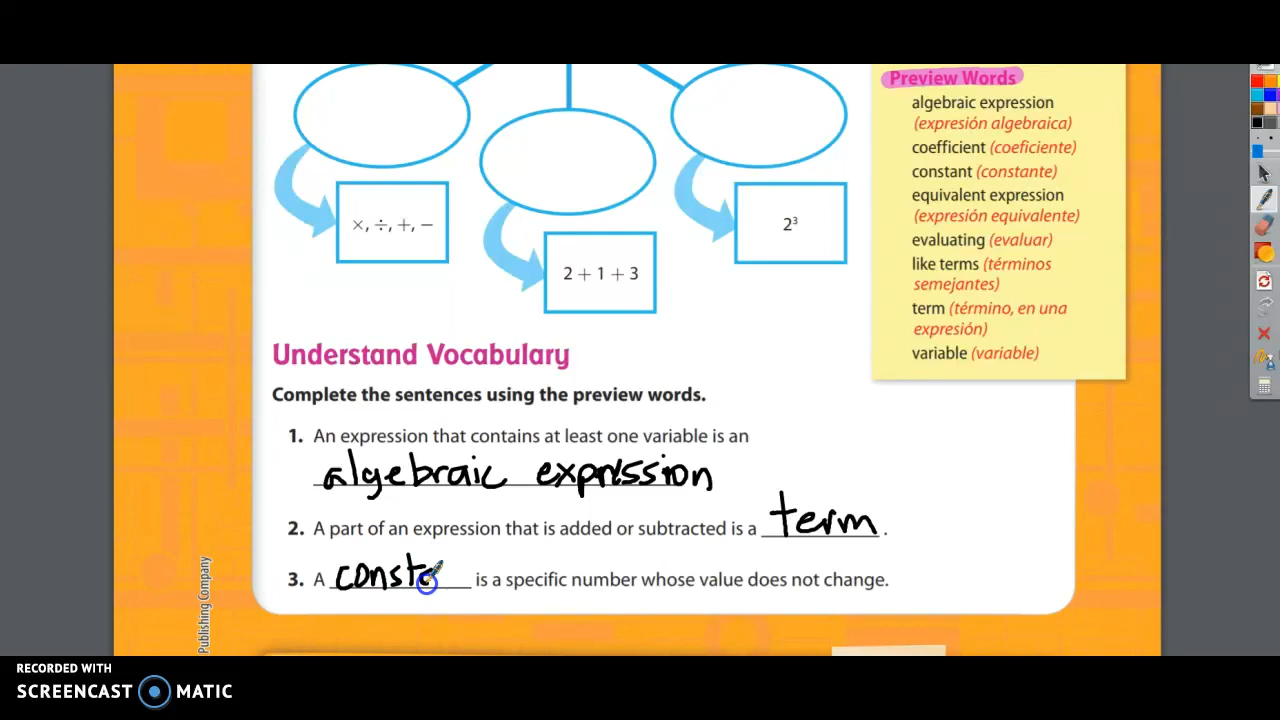 Preview Words
algebraic expression
(expresión algebraica)
coefficient (coeficiente)
constant (constante)
equivalent expression
(expresión equivalente)
evaluating (evaluar)
like terms (términos
semejantes)
term (término, en una
expresión)
variable (variable)
×, ÷, +, −
2 + 1 + 3
2³
Understand Vocabulary
Complete the sentences using the preview words.
1. An expression that contains at least one variable is an
algebraic expression
2. A part of an expression that is added or subtracted is a term.
3. A consta is a specific number whose value does not change.
Publishing Company
RECORDED WITH
SCREENCAST MATIC